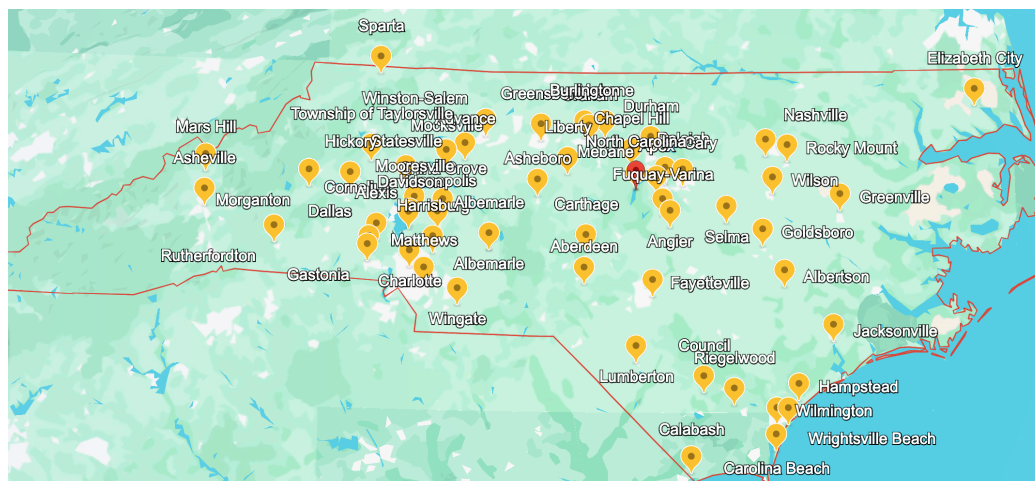 Sparta
Elizabeth City
Winston-Salem
Burlington
Durham
Township of Taylorsville
Chapel Hill
Nashville
Mars Hill
Hickory
Statesville
Mocksville
Liberty
North Carolina
Cary
Rocky Mount
Asheville
Mooresville
Asheboro
Mebane
Apex
Fuquay-Varina
Wilson
Davidson
Morganton
Alexis
Albemarle
Carthage
Greenville
Dallas
Harrisburg
Matthews
Aberdeen
Angier
Selma
Goldsboro
Rutherfordton
Gastonia
Charlotte
Albemarle
Fayetteville
Albertson
Wingate
Jacksonville
Council
Riegelwood
Lumberton
Hampstead
Wilmington
Calabash
Wrightsville Beach
Carolina Beach